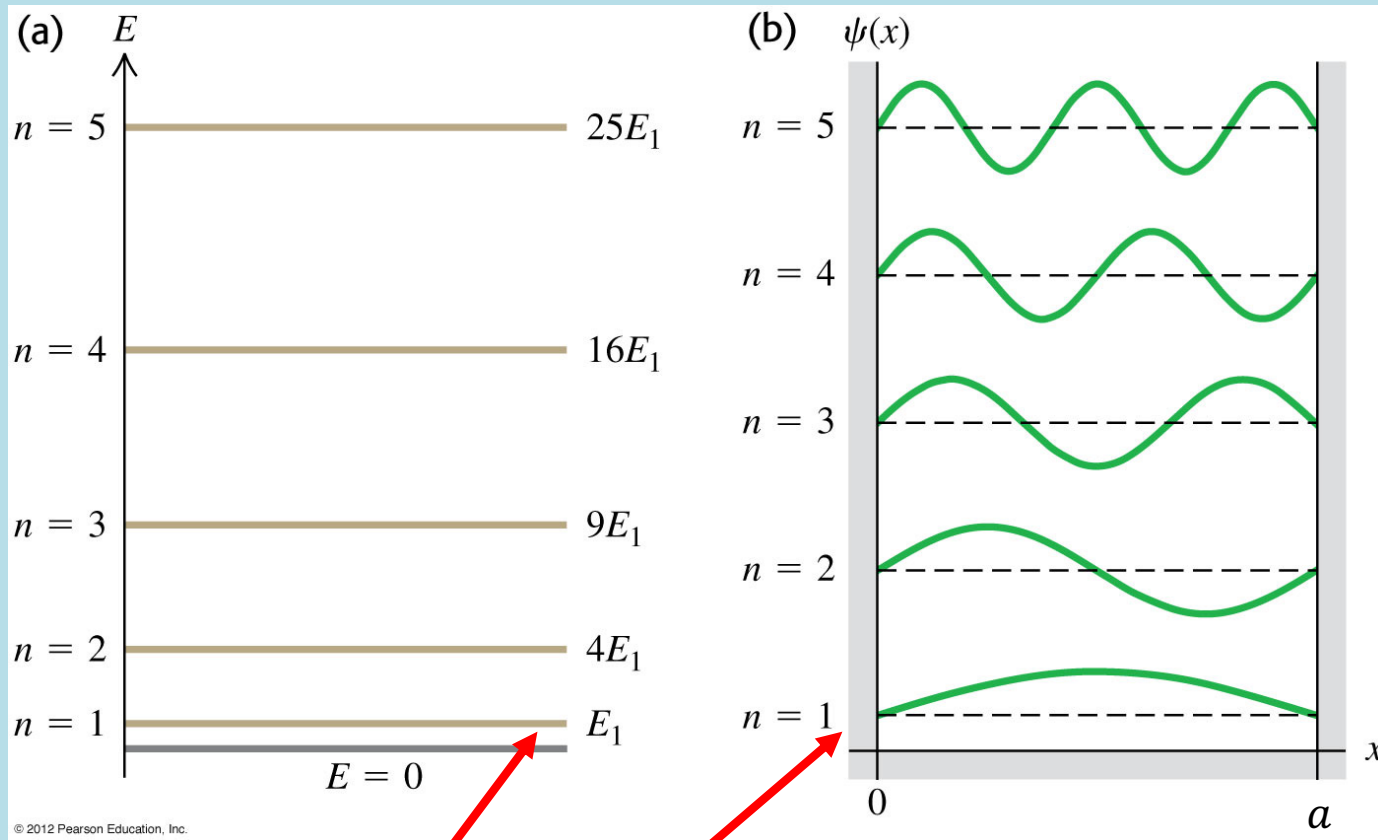 (a)
E
n = 5
25E₁
n = 4
16E₁
n = 3
9E₁
n = 2
4E₁
n = 1
E₁
E = 0
© 2012 Pearson Education, Inc.
(b)
ψ(x)
n = 5
n = 4
n = 3
n = 2
n = 1
x
0
a